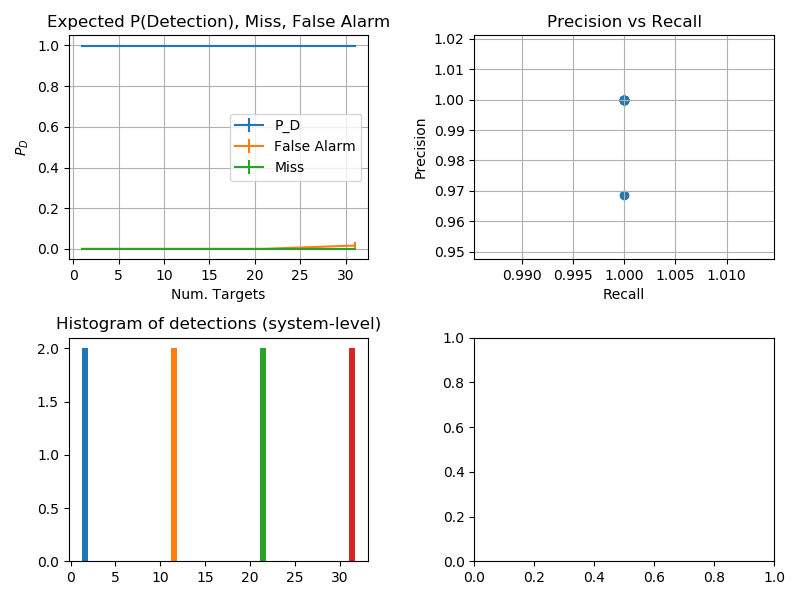 Expected P(Detection), Miss, False Alarm
1.0
0.8
0.6
0.4
0.2
0.0
P_D
P_D
False Alarm
Miss
0 5 10 15 20 25 30
Num. Targets
Precision vs Recall
1.02
1.01
1.00
0.99
0.98
0.97
0.96
0.95
Precision
0.990 0.995 1.000 1.005 1.010
Recall
Histogram of detections (system-level)
2.0
1.5
1.0
0.5
0.0
0 5 10 15 20 25 30
1.0
0.8
0.6
0.4
0.2
0.0
0.0 0.2 0.4 0.6 0.8 1.0